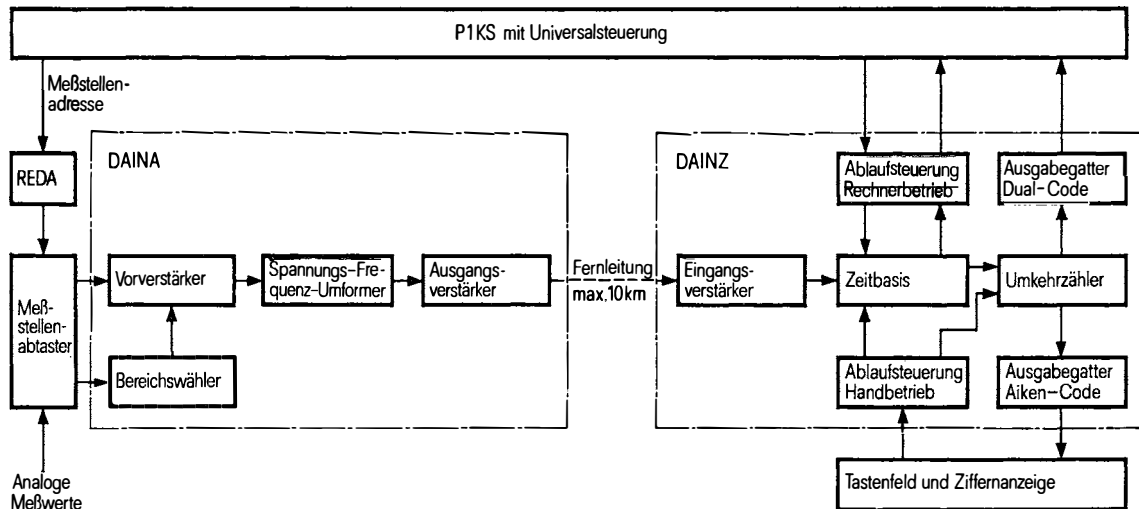 P1KS mit Universalsteuerung
Meßstellen-
adresse
DAINA
DAINZ
REDA
Ablaufsteuerung
Rechnerbetrieb
Ausgabegatter
Dual-Code
Meß-
stellen-
abtaster
Vorverstärker
Spannungs-Fre-
quenz-Umformer
Ausgangs-
verstärker
Fernleitung
max. 10km
Eingangs-
verstärker
Zeitbasis
Umkehrzähler
Bereichswähler
Ablaufsteuerung
Handbetrieb
Ausgabegatter
Aiken-Code
Analoge
Meßwerte
Tastenfeld und Ziffernanzeige